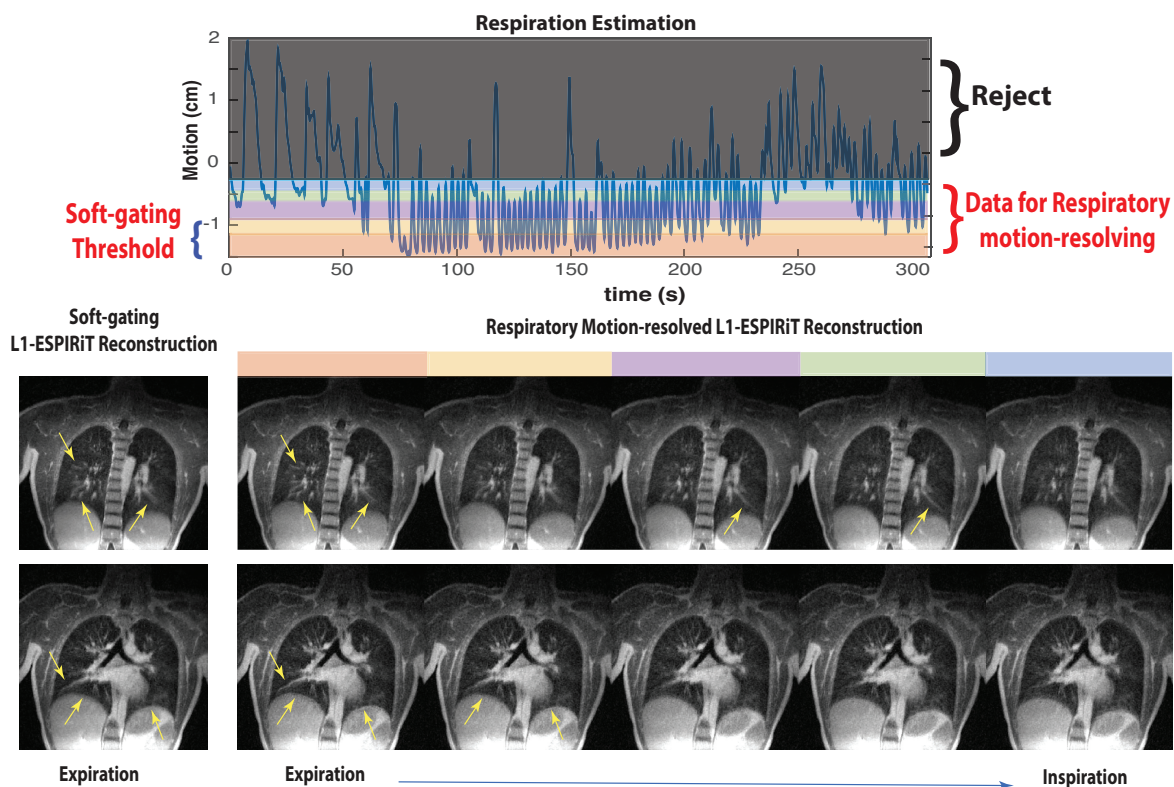 Respiration Estimation
Motion (cm)
2
1
0
-1
0
50
100
150
200
250
300
time (s)
Reject
Soft-gating
Threshold
Data for Respiratory
motion-resolving
Soft-gating
L1-ESPIRiT Reconstruction
Respiratory Motion-resolved L1-ESPIRiT Reconstruction
Expiration
Expiration
Inspiration